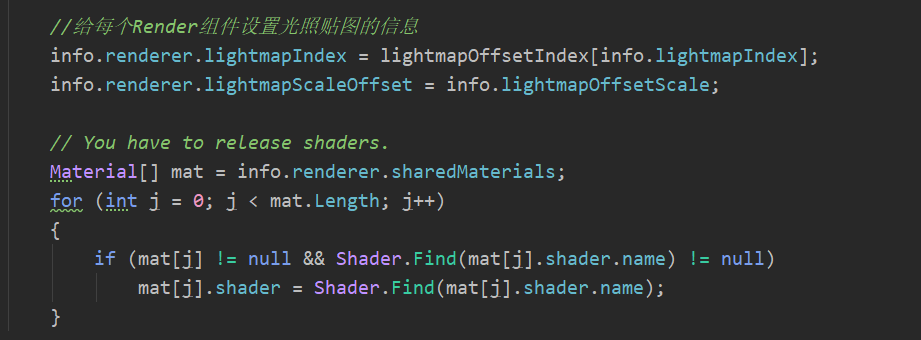 //给每个Render组件设置光照贴图的信息
info.renderer.lightmapIndex = lightmapOffsetIndex[info.lightmapIndex];
info.renderer.lightmapScaleOffset = info.lightmapOffsetScale;
// You have to release shaders.
Material[] mat = info.renderer.sharedMaterials;
for (int j = 0; j < mat.Length; j++)
{
if (mat[j] != null && Shader.Find(mat[j].shader.name) != null)
mat[j].shader = Shader.Find(mat[j].shader.name);
}